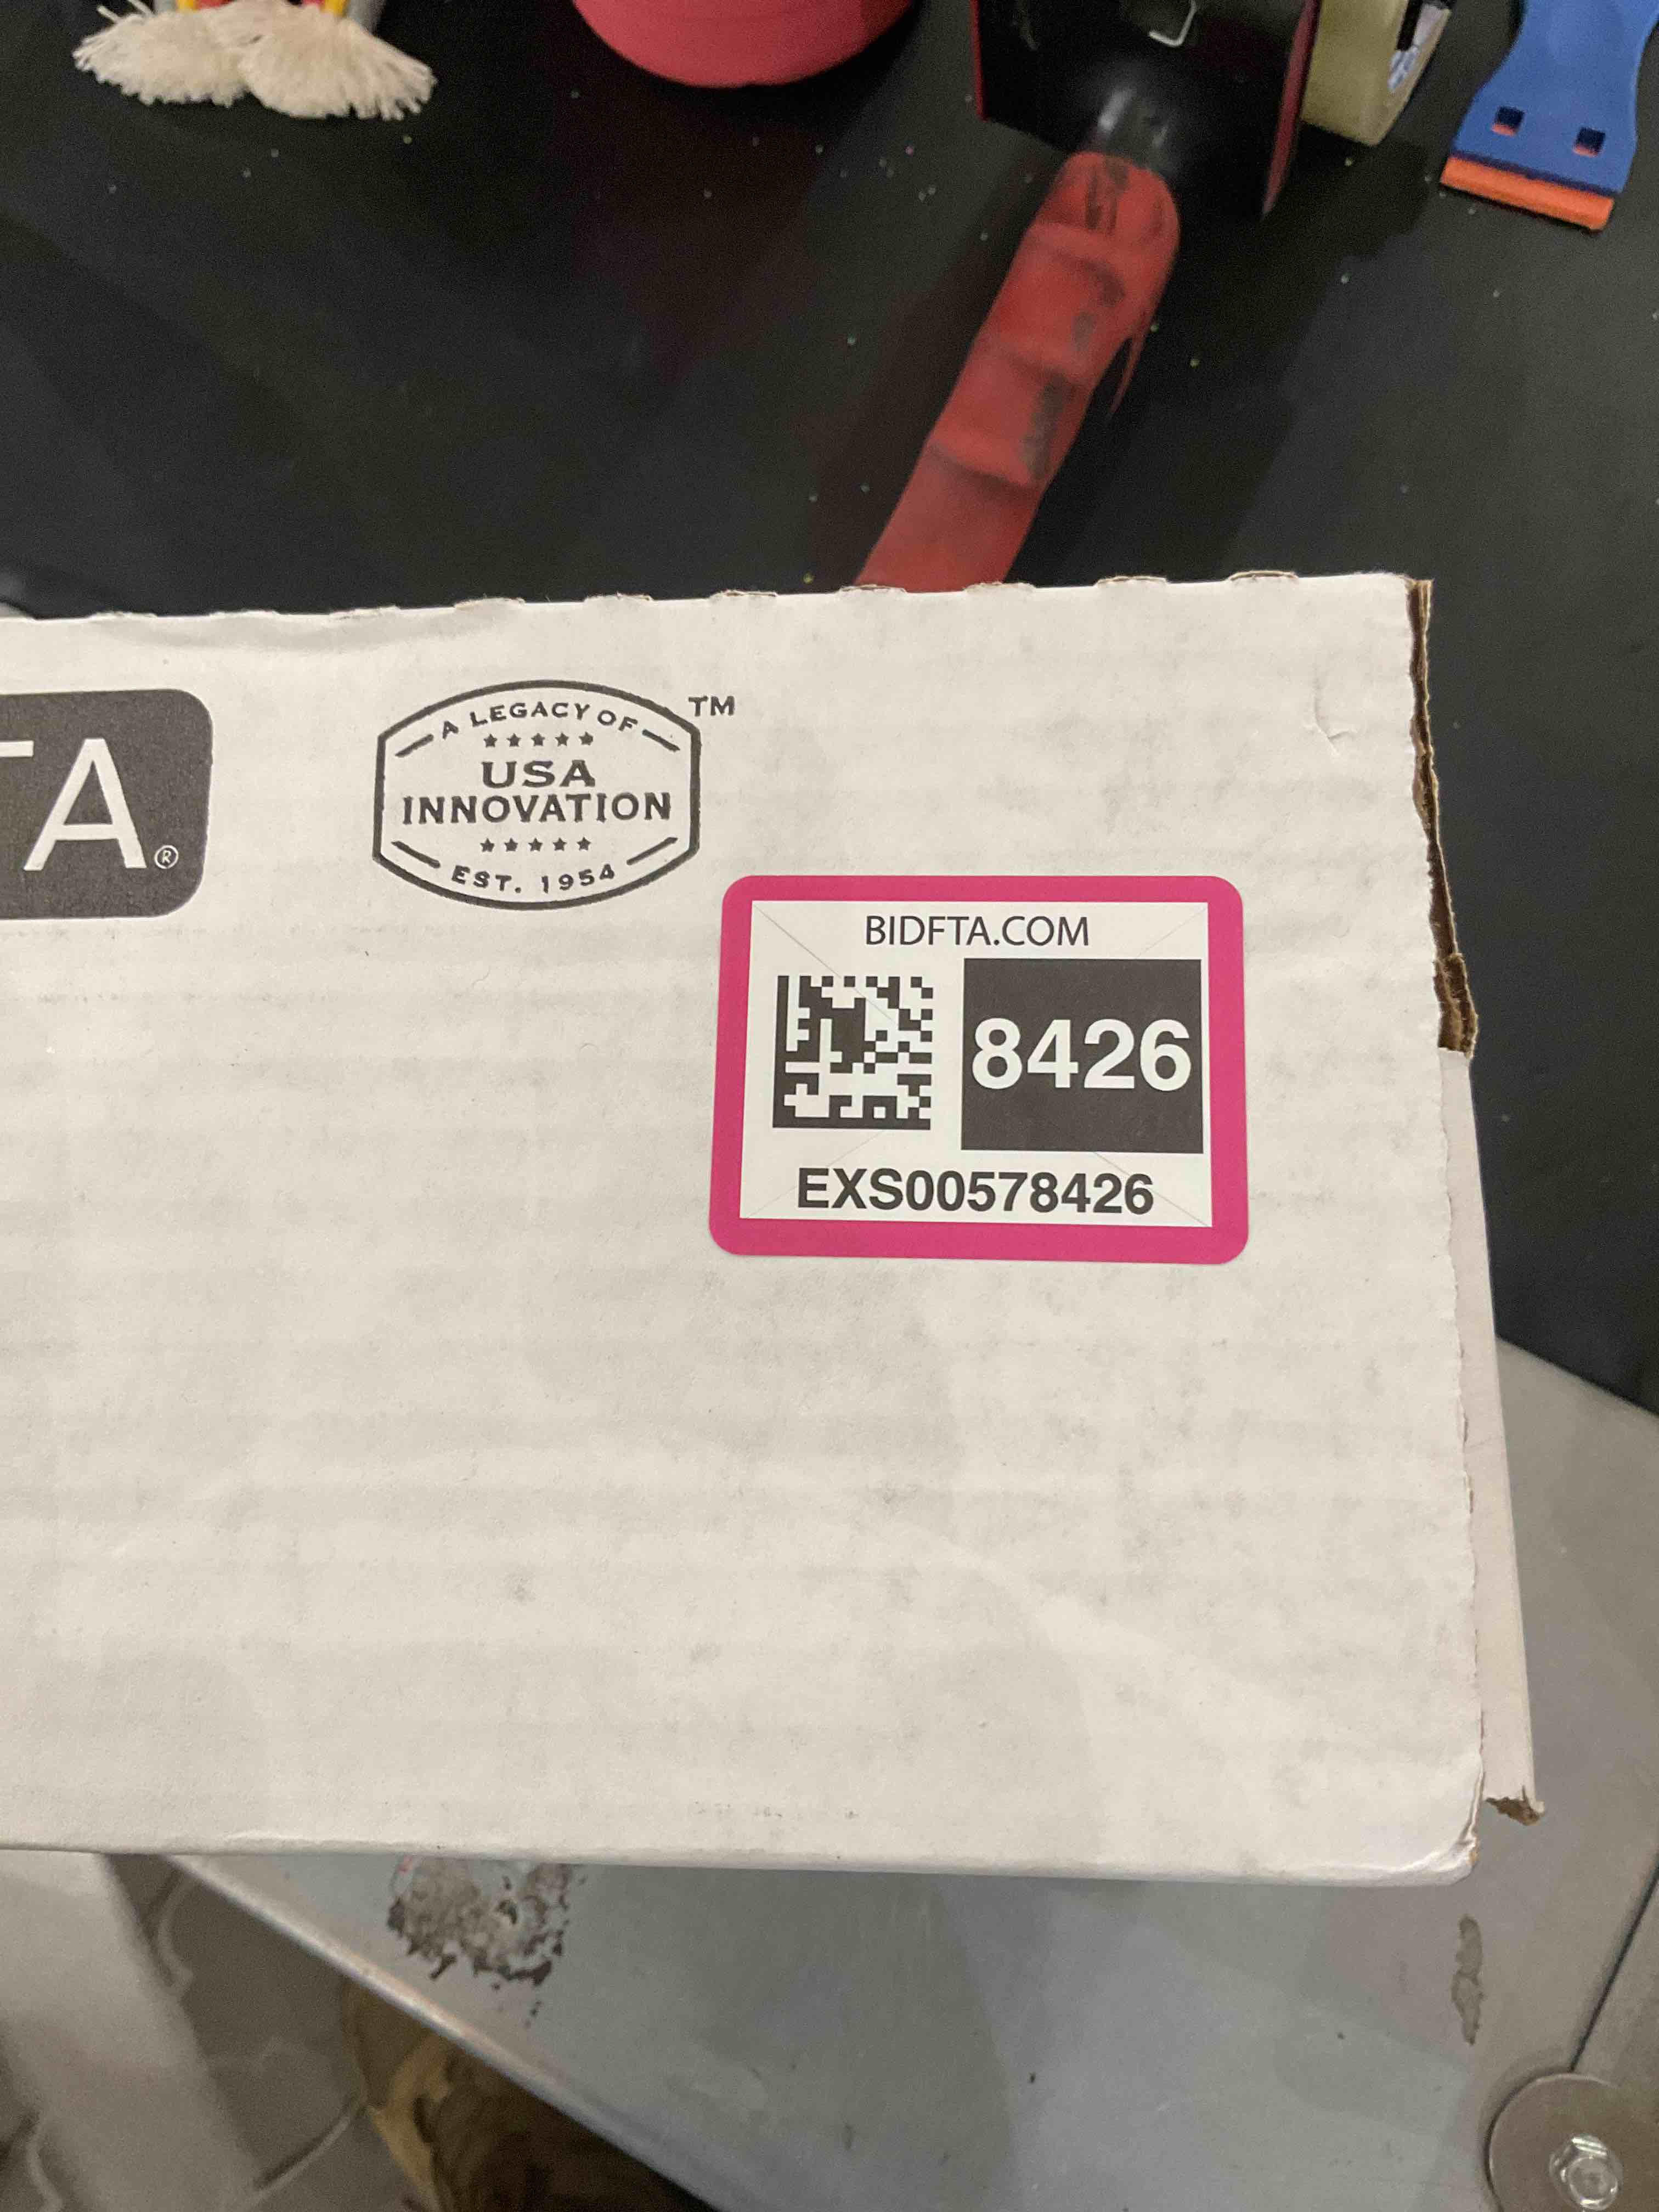 TA®
A LEGACY OF
USA
INNOVATION
EST. 1954
TM
BIDFTA.COM
8426
EXS00578426